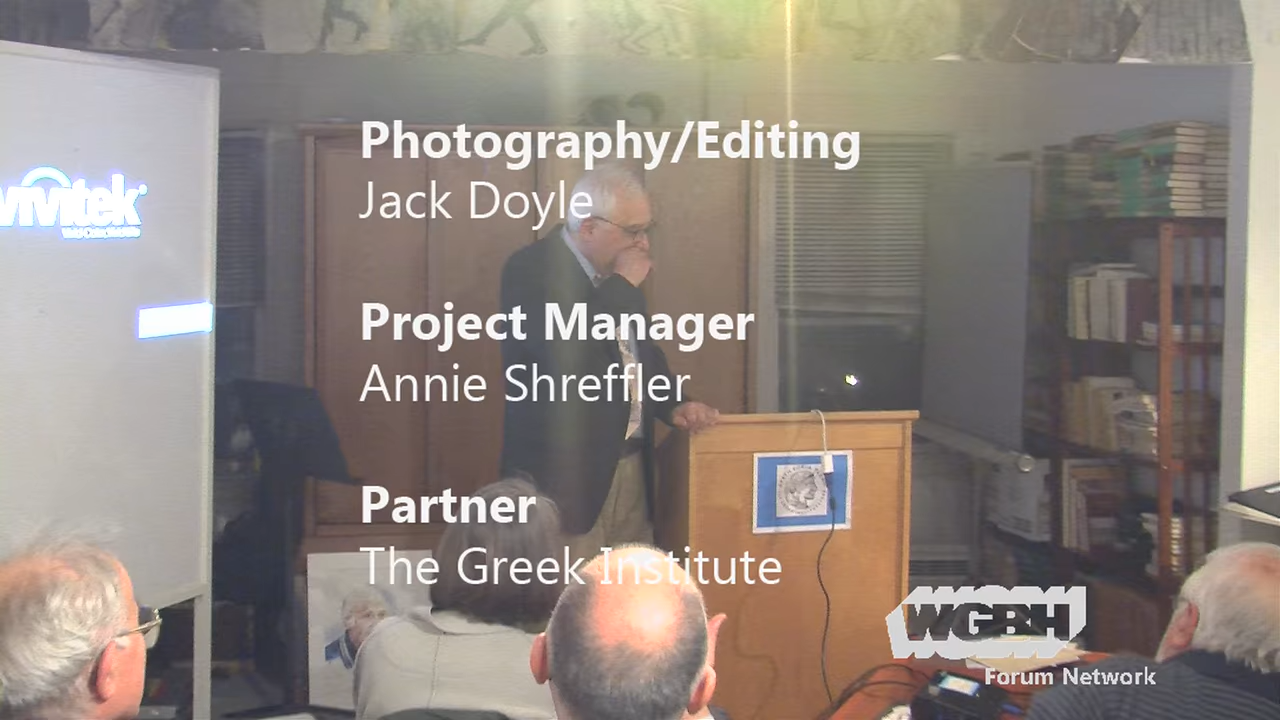 Photography/Editing
Jack Doyle
vivitek
Project Manager
Annie Shreffler
Partner
The Greek Institute
WGBH
Forum Network